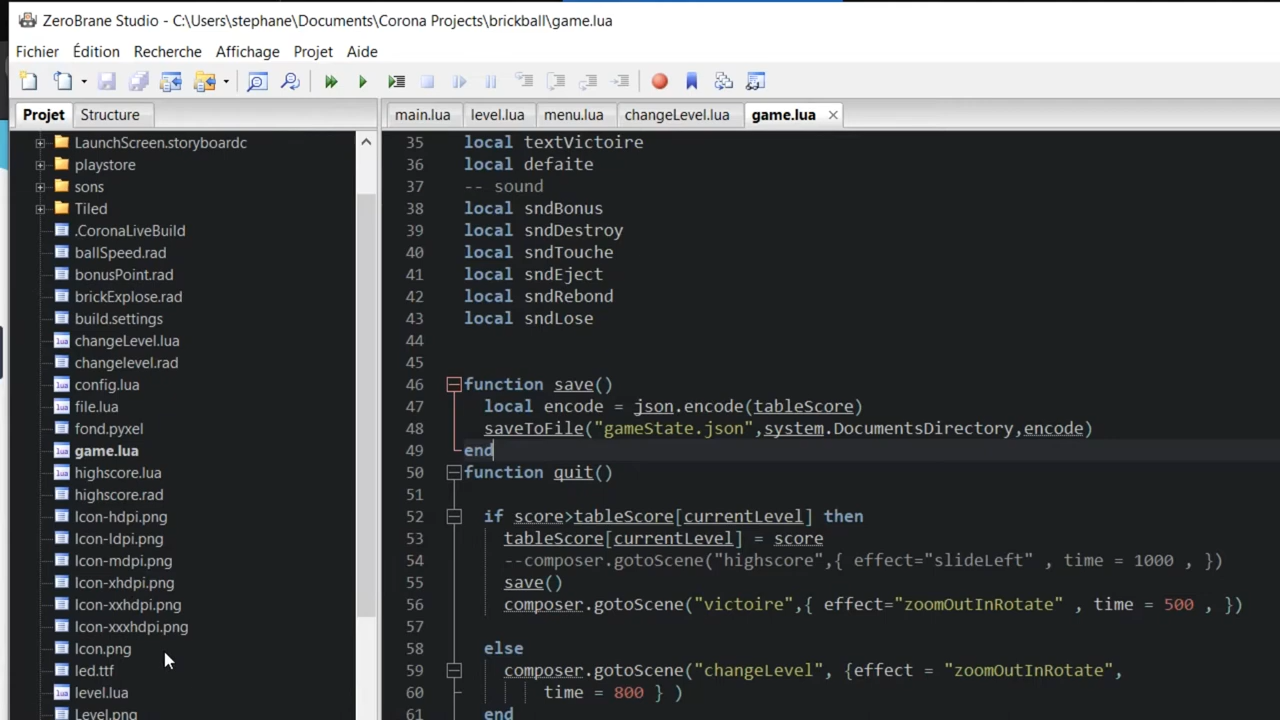 ZeroBrane Studio - C:\Users\stephane\Documents\Corona Projects\brickball\game.lua
Fichier Édition Recherche Affichage Projet Aide
Projet Structure
LaunchScreen.storyboardc
playstore
sons
Tiled
.CoronaLiveBuild
ballSpeed.rad
bonusPoint.rad
brickExplose.rad
build.settings
changeLevel.lua
changelevel.rad
config.lua
file.lua
fond.pyxel
game.lua
highscore.lua
highscore.rad
Icon-hdpi.png
Icon-ldpi.png
Icon-mdpi.png
Icon-xhdpi.png
Icon-xxhdpi.png
Icon-xxxhdpi.png
Icon.png
led.ttf
level.lua
Level.png
main.lua level.lua menu.lua changeLevel.lua game.lua
35 local textVictoire
36 local defaite
37 -- sound
38 local sndBonus
39 local sndDestroy
40 local sndTouche
41 local sndEject
42 local sndRebond
43 local sndLose
44
45
46 function save()
47 local encode = json.encode(tableScore)
48 saveToFile("gameState.json",system.DocumentsDirectory,encode)
49 end
50 function quit()
51
52 if score>tableScore[currentLevel] then
53 tableScore[currentLevel] = score
54 --composer.gotoScene("highscore",{ effect="slideLeft" , time = 1000 , })
55 save()
56 composer.gotoScene("victoire",{ effect="zoomOutInRotate" , time = 500 , })
57
58 else
59 composer.gotoScene("changeLevel", {effect = "zoomOutInRotate",
60 time = 800 } )
61 end